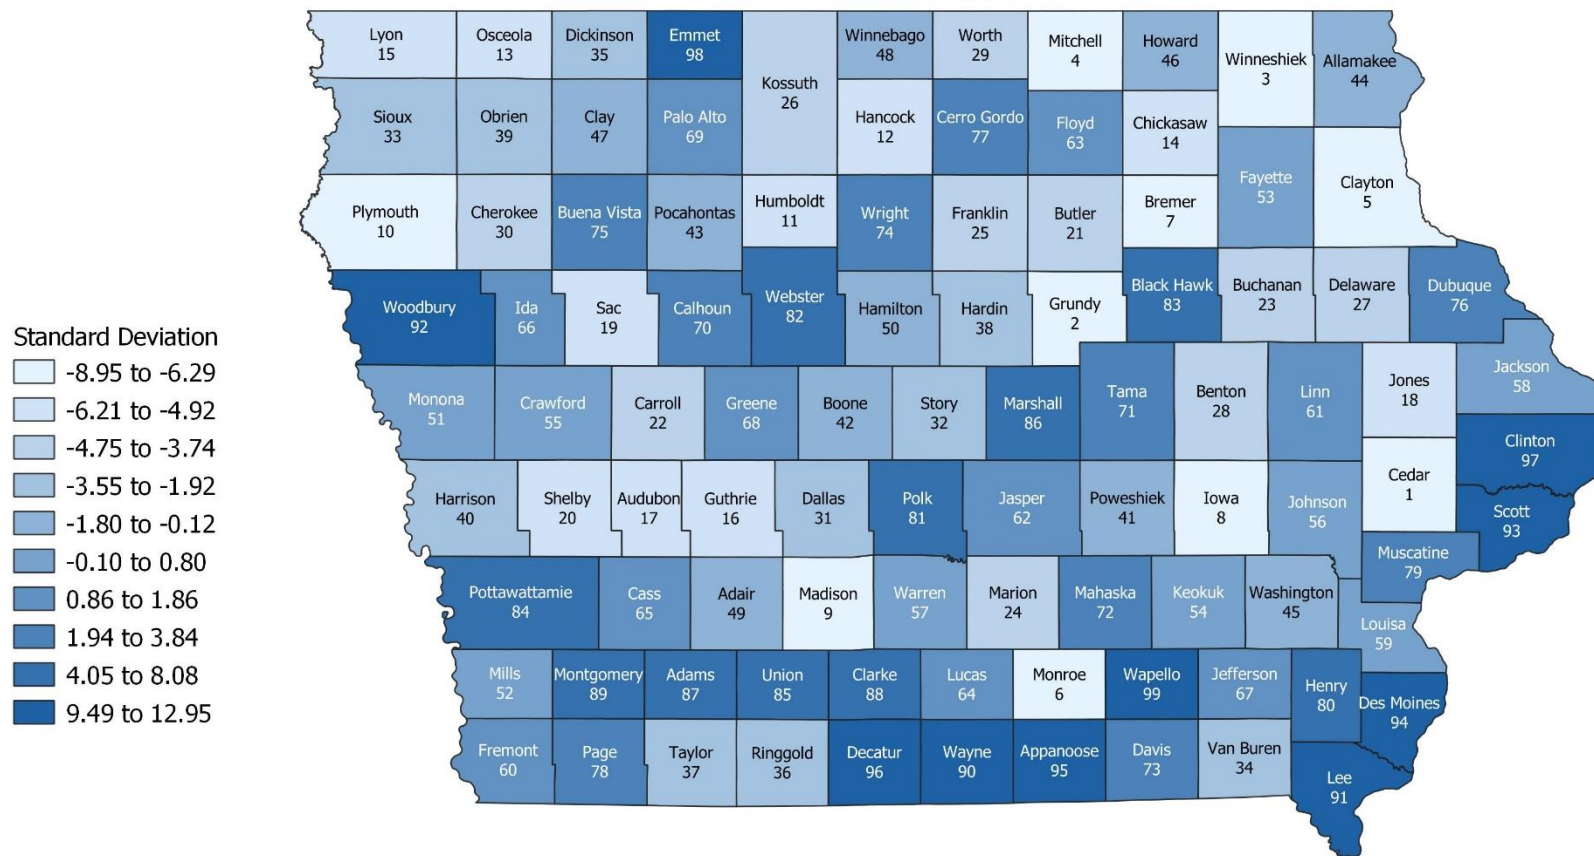 Lyon
15
Osceola
13
Dickinson
35
Emmet
98
Kossuth
26
Winnebago
48
Worth
29
Mitchell
4
Howard
46
Winneshiek
3
Allamakee
44
Sioux
33
Obrien
39
Clay
47
Palo Alto
69
Hancock
12
Cerro Gordo
77
Floyd
63
Chickasaw
14
Fayette
53
Clayton
5
Plymouth
10
Cherokee
30
Buena Vista
75
Pocahontas
43
Humboldt
11
Wright
74
Franklin
25
Butler
21
Bremer
7
Woodbury
92
Ida
66
Sac
19
Calhoun
70
Webster
82
Hamilton
50
Hardin
38
Grundy
2
Black Hawk
83
Buchanan
23
Delaware
27
Dubuque
76
Standard Deviation
-8.95 to -6.29
-6.21 to -4.92
-4.75 to -3.74
-3.55 to -1.92
-1.80 to -0.12
-0.10 to 0.80
0.86 to 1.86
1.94 to 3.84
4.05 to 8.08
9.49 to 12.95
Monona
51
Crawford
55
Carroll
22
Greene
68
Boone
42
Story
32
Marshall
86
Tama
71
Benton
28
Linn
61
Jones
18
Jackson
58
Clinton
97
Harrison
40
Shelby
20
Audubon
17
Guthrie
16
Dallas
31
Polk
81
Jasper
62
Poweshiek
41
Iowa
8
Johnson
56
Cedar
1
Scott
93
Muscatine
79
Pottawattamie
84
Cass
65
Adair
49
Madison
9
Warren
57
Marion
24
Mahaska
72
Keokuk
54
Washington
45
Louisa
59
Mills
52
Montgomery
89
Adams
87
Union
85
Clarke
88
Lucas
64
Monroe
6
Wapello
99
Jefferson
67
Henry
80
Des Moines
94
Fremont
60
Page
78
Taylor
37
Ringgold
36
Decatur
96
Wayne
90
Appanoose
95
Davis
73
Van Buren
34
Lee
91